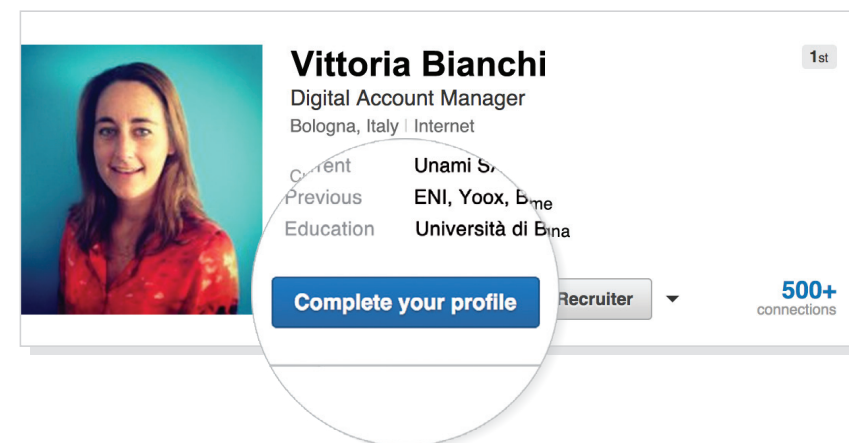 Vittoria Bianchi
1st
Digital Account Manager
Bologna, Italy | Internet
Current Unami
Previous ENI, Yoox,
Education Università di
Complete your profile
Recruiter
500+
connections